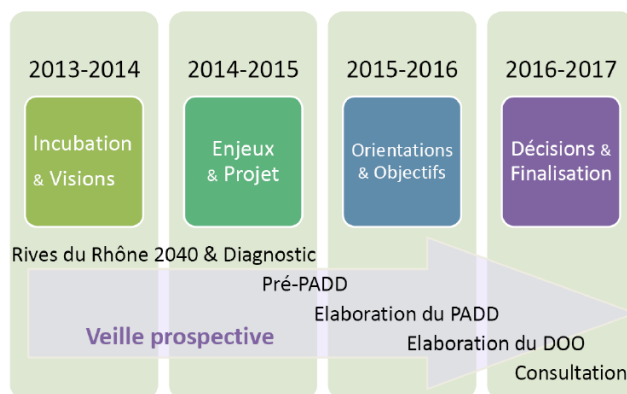 2013-2014
2014-2015
2015-2016
2016-2017
Incubation
& Visions
Enjeux
& Projet
Orientations
& Objectifs
Décisions &
Finalisation
Rives du Rhône 2040 & Diagnostic
Pré-PADD
Elaboration du PADD
Veille prospective
Elaboration du DOO
Consultation